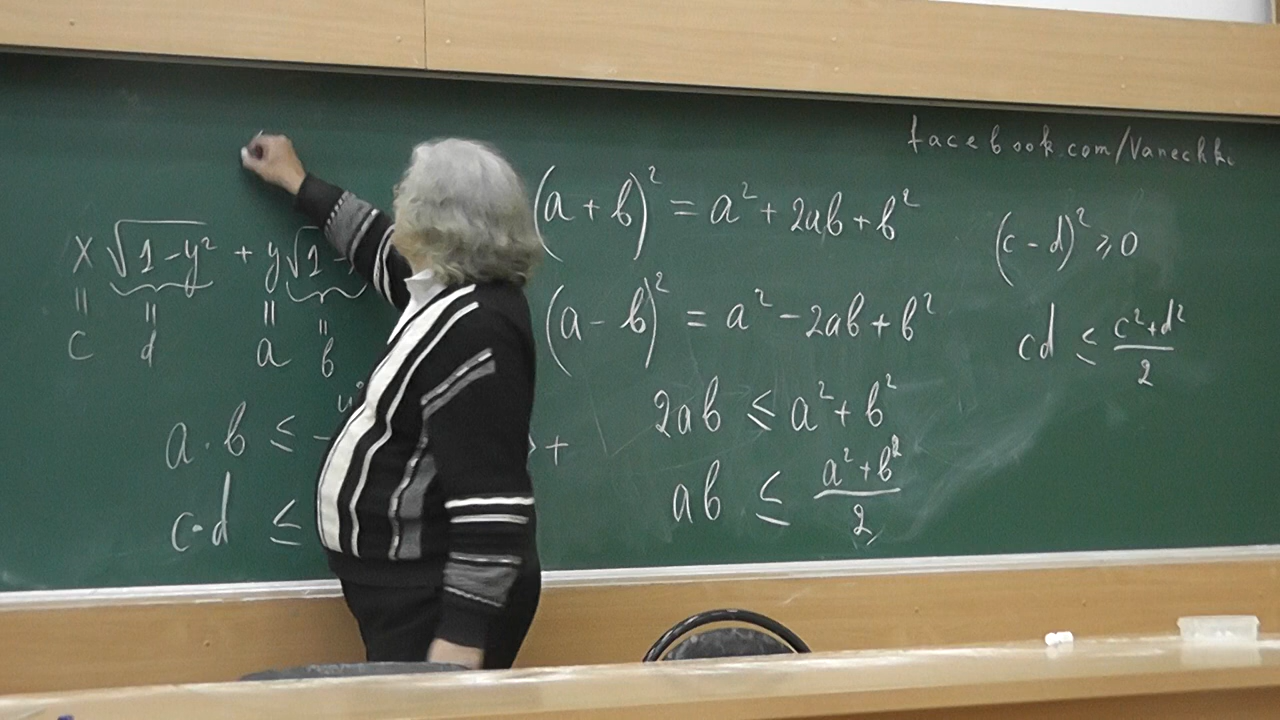 facebook.com/Vanechki
(a + b)² = a² + 2ab + b²
(c - d)² ≥ 0
x √1 - y² + y √1 -
" " " "
c d a b
(a - b)² = a² - 2ab + b²
cd ≤ c² + d² / 2
a · b ≤ +
2ab ≤ a² + b²
c · d ≤
ab ≤ a² + b² / 2